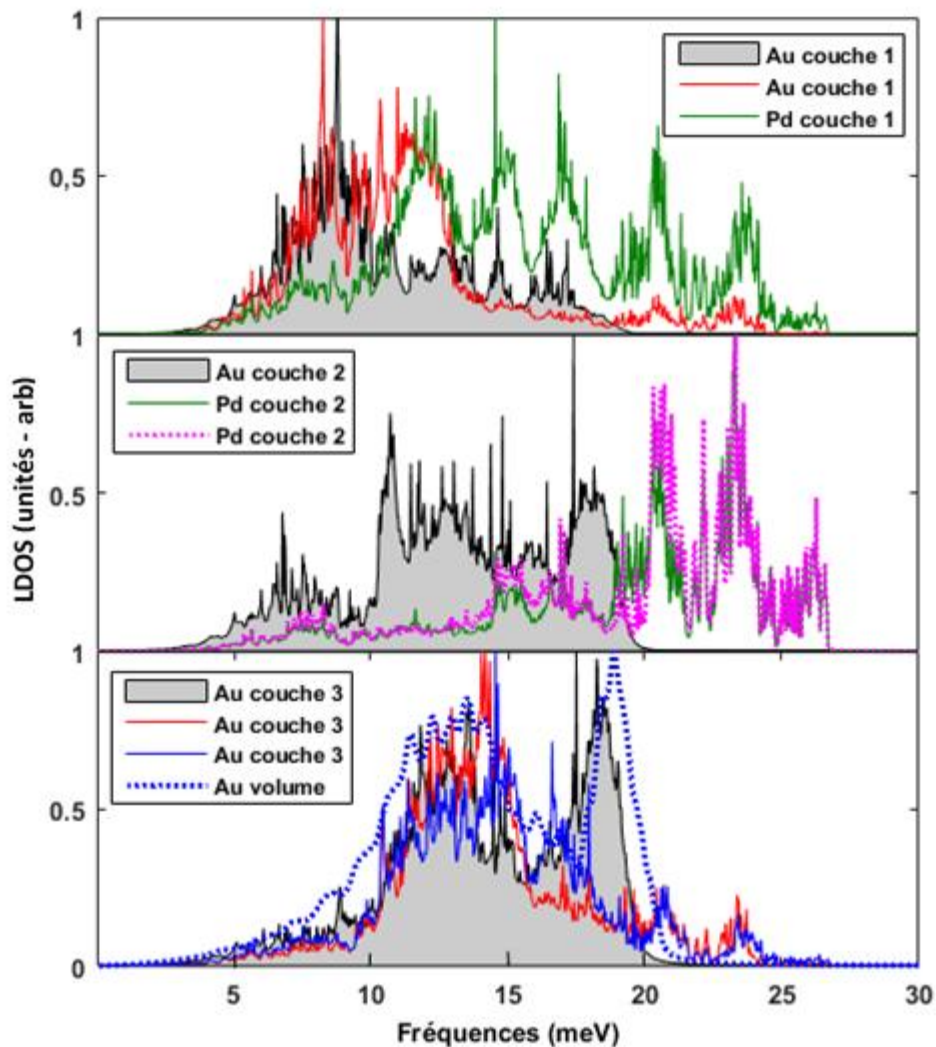 1
0,5
Au couche 1
Au couche 1
Pd couche 1
1
0.5
Au couche 2
Pd couche 2
Pd couche 2
LDOS (unités - arb)
1
0.5
0
Au couche 3
Au couche 3
Au couche 3
Au volume
5
10
15
20
25
30
Fréquences (meV)